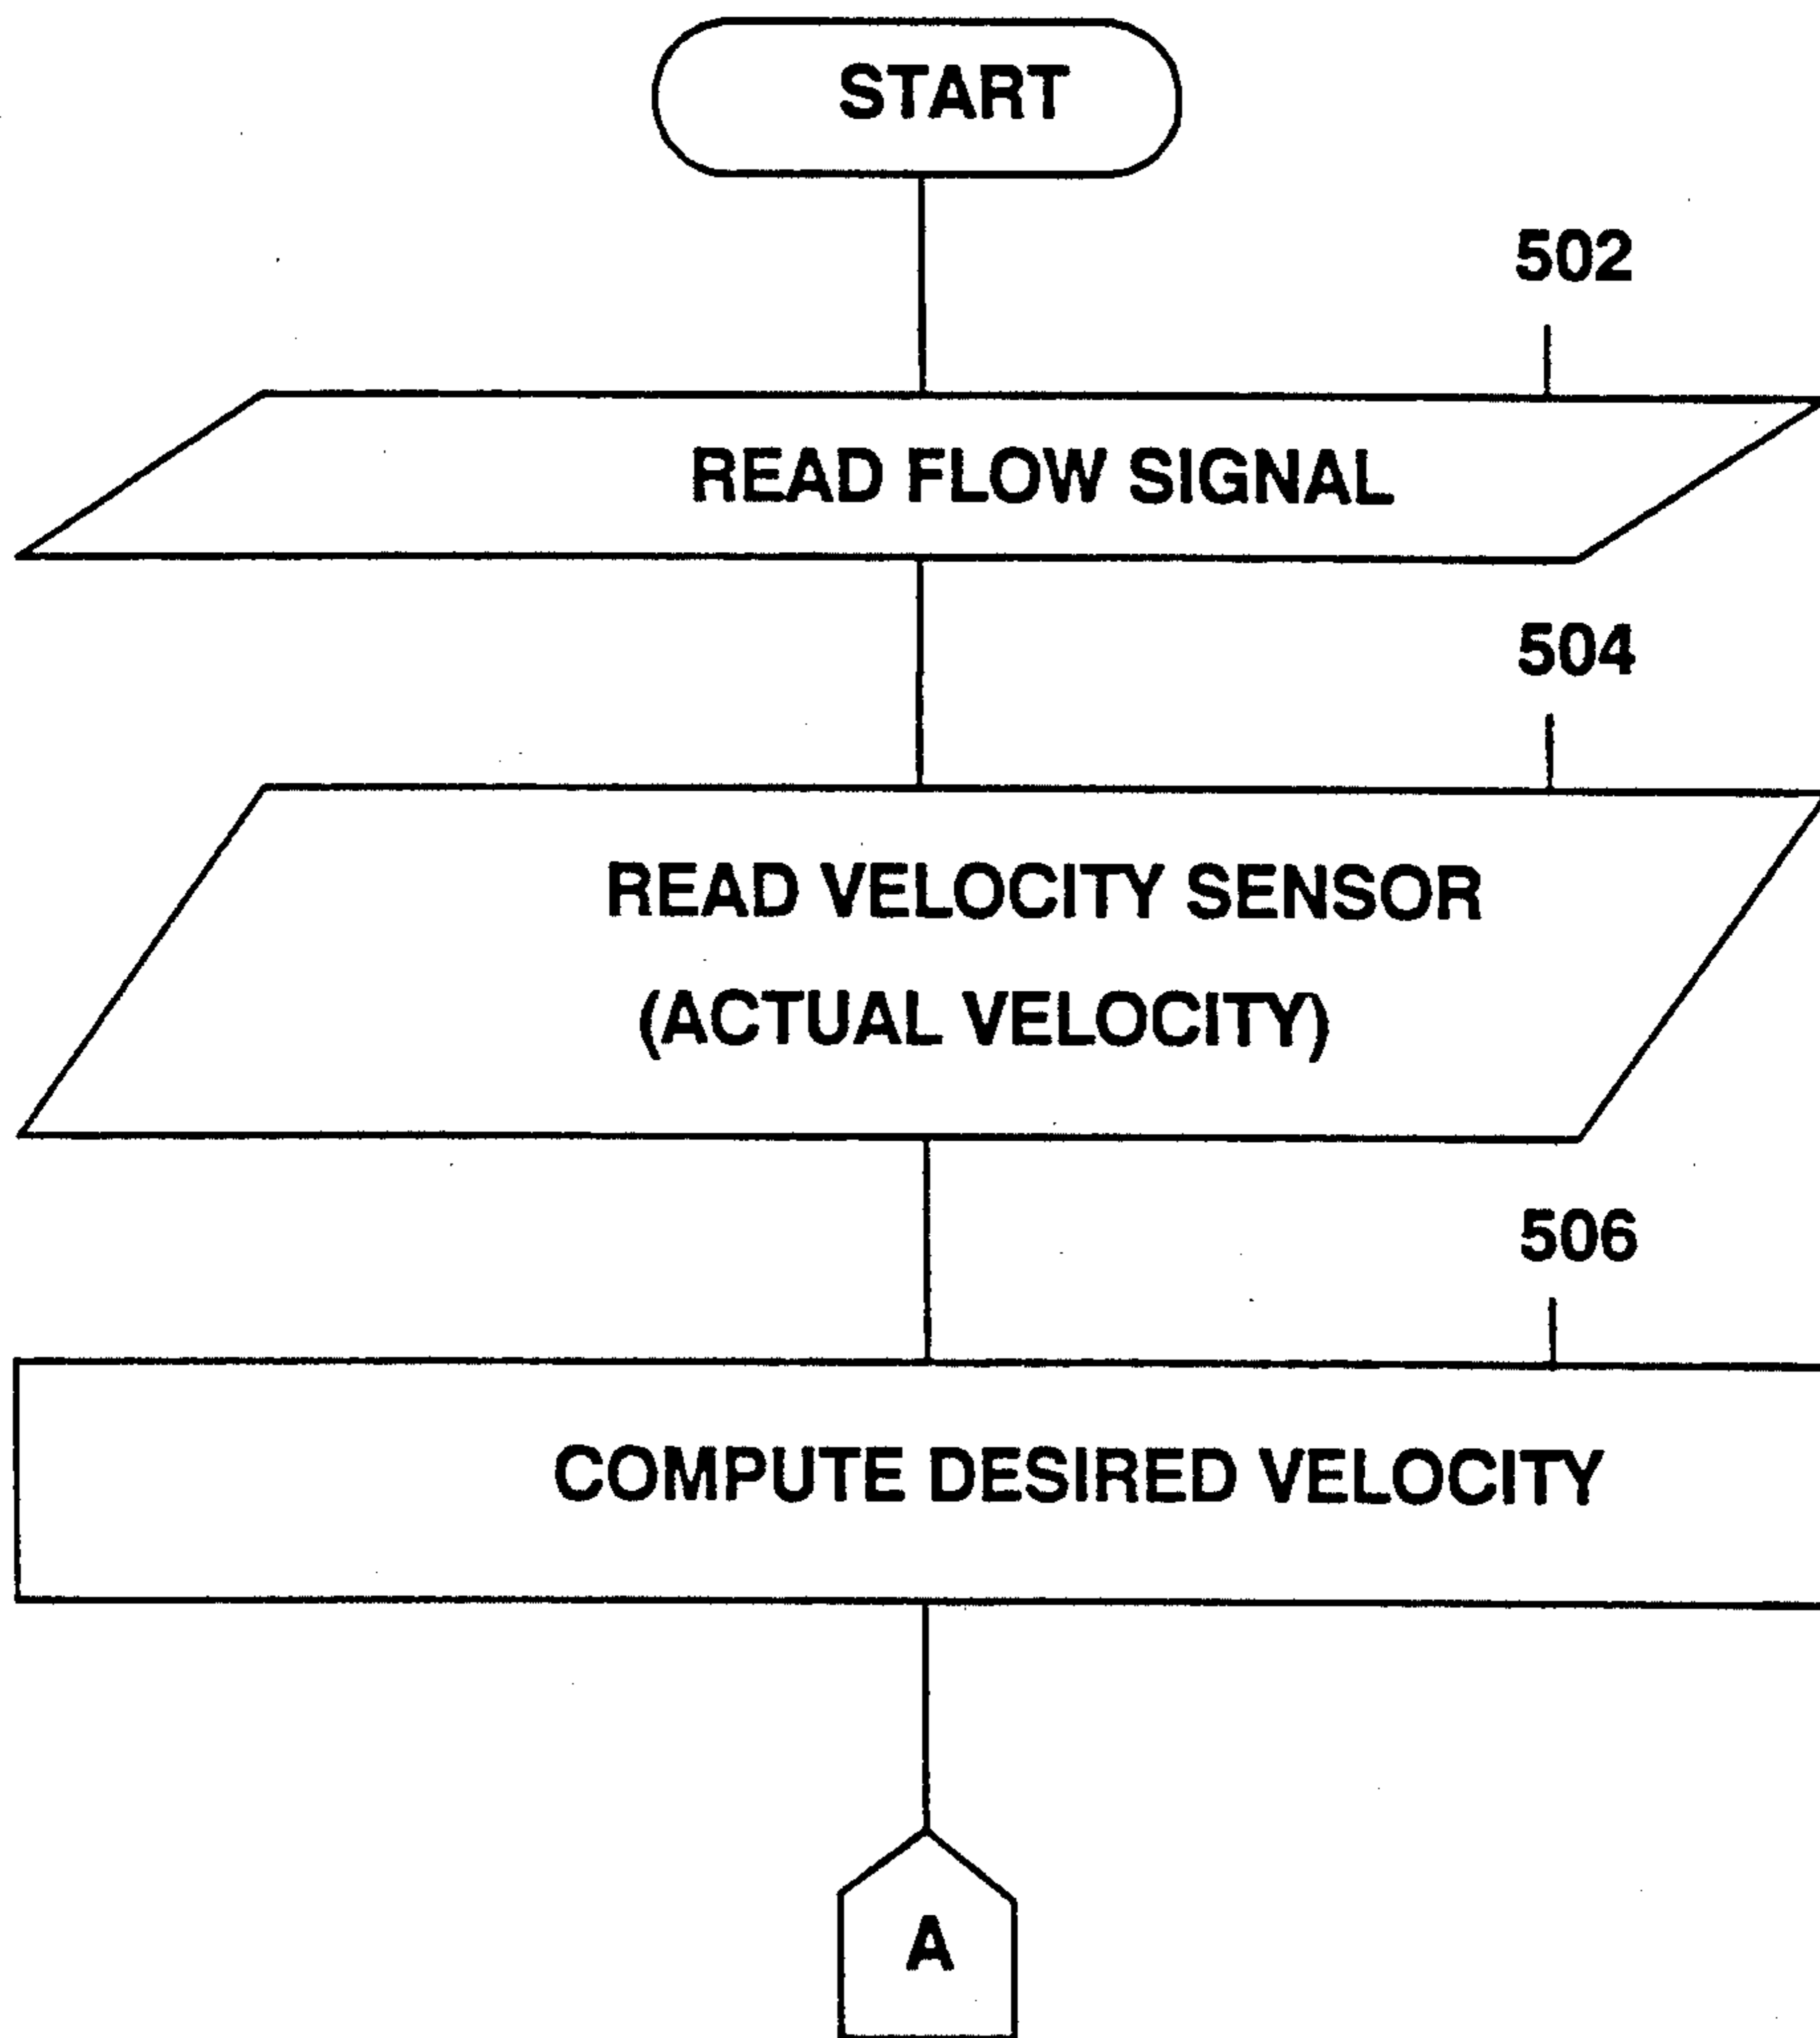 START
502
READ FLOW SIGNAL
504
READ VELOCITY SENSOR
(ACTUAL VELOCITY)
506
COMPUTE DESIRED VELOCITY
A